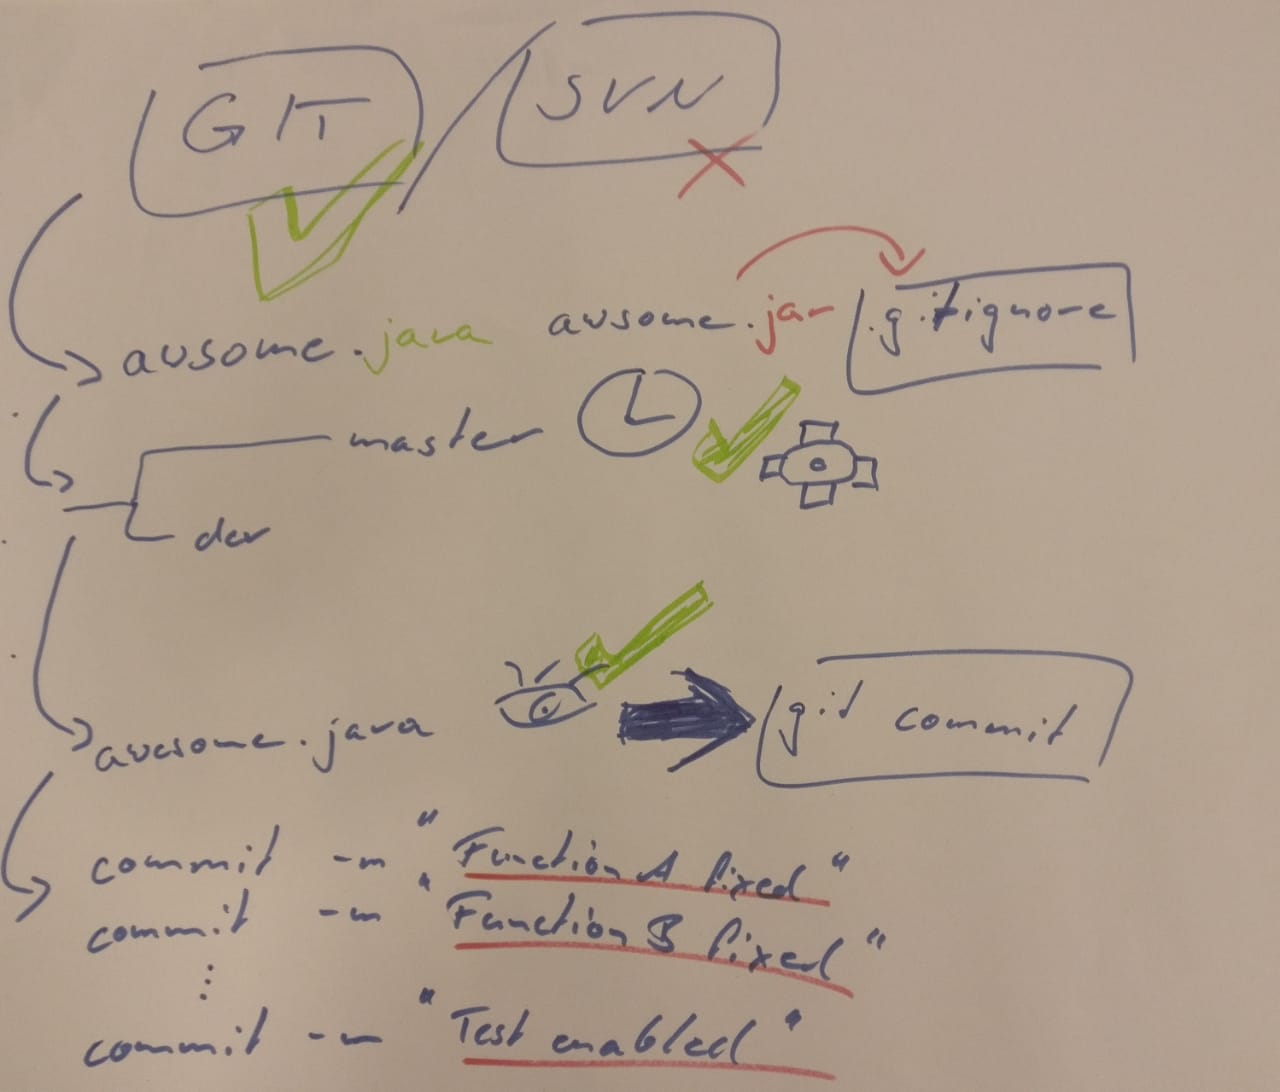 GIT / SVN
ausome.java ausome.jar .gitignore
master
dev
awesome.java git commit
commit -m "Function A fixed"
commit -m "Function B fixed"
⋮
commit -m "Test enabled"